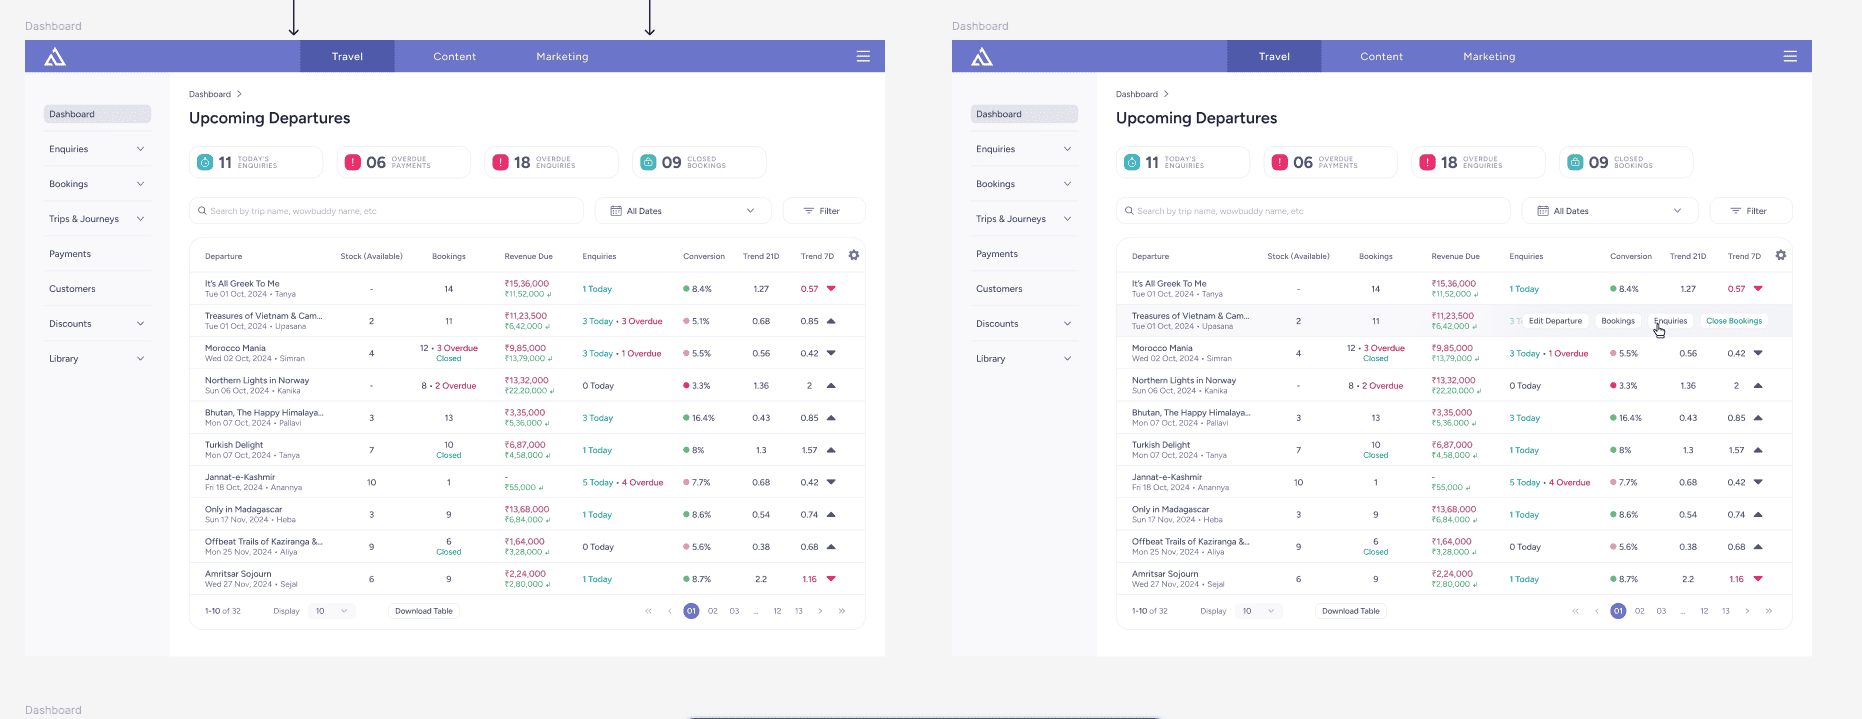 Dashboard
Travel Content Marketing
Dashboard
Enquiries
Bookings
Trips & Journeys
Payments
Customers
Discounts
Library
Dashboard
Upcoming Departures
11 TODAY'S ENQUIRIES
06 OVERDUE PAYMENTS
18 OVERDUE ENQUIRIES
09 CLOSED BOOKINGS
Search by trip name, wowbuddy name, etc
All Dates
Filter
Departure Stock (Available) Bookings Revenue Due Enquiries Conversion Trend 21D Trend 7D
It's All Greek To Me - 14 ₹15,36,000 1 Today 8.4% 1.27 0.57
Tue 01 Oct, 2024 • Tanya ₹11,52,000
Treasures of Vietnam & Cam... 2 11 ₹11,23,500 3 Today • 3 Overdue 5.1% 0.68 0.85
Tue 01 Oct, 2024 • Upasana ₹6,42,000
Morocco Mania 4 12 • 3 Overdue ₹9,85,000 3 Today • 1 Overdue 5.5% 0.56 0.42
Wed 02 Oct, 2024 • Simran Closed ₹13,79,000
Northern Lights in Norway - 8 • 2 Overdue ₹13,32,000 0 Today 3.3% 1.36 2
Sun 06 Oct, 2024 • Kanika ₹22,20,000
Bhutan, The Happy Himalaya... 3 13 ₹3,35,000 3 Today 16.4% 0.43 0.85
Mon 07 Oct, 2024 • Pallavi ₹5,36,000
Turkish Delight 7 10 ₹6,87,000 1 Today 8% 1.3 1.57
Mon 07 Oct, 2024 • Tanya Closed ₹4,58,000
Jannat-e-Kashmir 10 1 - 5 Today • 4 Overdue 7.7% 0.68 0.42
Fri 18 Oct, 2024 • Anannya ₹55,000
Only in Madagascar 3 9 ₹13,68,000 1 Today 8.6% 0.54 0.74
Sun 17 Nov, 2024 • Heba ₹6,84,000
Offbeat Trails of Kaziranga &... 9 6 ₹1,64,000 0 Today 5.6% 0.38 0.68
Mon 25 Nov, 2024 • Aliya Closed ₹3,28,000
Amritsar Sojourn 6 9 ₹2,24,000 1 Today 8.7% 2.2 1.16
Wed 27 Nov, 2024 • Sejal ₹2,80,000
1-10 of 32 Display 10 Download Table « ‹ 01 02 03 ... 12 13 › »
Dashboard
Travel Content Marketing
Dashboard
Enquiries
Bookings
Trips & Journeys
Payments
Customers
Discounts
Library
Dashboard
Upcoming Departures
11 TODAY'S ENQUIRIES
06 OVERDUE PAYMENTS
18 OVERDUE ENQUIRIES
09 CLOSED BOOKINGS
Search by trip name, wowbuddy name, etc
All Dates
Filter
Departure Stock (Available) Bookings Revenue Due Enquiries Conversion Trend 21D Trend 7D
It's All Greek To Me - 14 ₹15,36,000 1 Today 8.4% 1.27 0.57
Tue 01 Oct, 2024 • Tanya ₹11,52,000
Treasures of Vietnam & Cam... 2 11 ₹11,23,500 3 T Edit Departure Bookings Enquiries Close Bookings
Tue 01 Oct, 2024 • Upasana ₹6,42,000
Morocco Mania 4 12 • 3 Overdue ₹9,85,000 3 Today • 1 Overdue 5.5% 0.56 0.42
Wed 02 Oct, 2024 • Simran Closed ₹13,79,000
Northern Lights in Norway - 8 • 2 Overdue ₹13,32,000 0 Today 3.3% 1.36 2
Sun 06 Oct, 2024 • Kanika ₹22,20,000
Bhutan, The Happy Himalaya... 3 13 ₹3,35,000 3 Today 16.4% 0.43 0.85
Mon 07 Oct, 2024 • Pallavi ₹5,36,000
Turkish Delight 7 10 ₹6,87,000 1 Today 8% 1.3 1.57
Mon 07 Oct, 2024 • Tanya Closed ₹4,58,000
Jannat-e-Kashmir 10 1 - 5 Today • 4 Overdue 7.7% 0.68 0.42
Fri 18 Oct, 2024 • Anannya ₹55,000
Only in Madagascar 3 9 ₹13,68,000 1 Today 8.6% 0.54 0.74
Sun 17 Nov, 2024 • Heba ₹6,84,000
Offbeat Trails of Kaziranga &... 9 6 ₹1,64,000 0 Today 5.6% 0.38 0.68
Mon 25 Nov, 2024 • Aliya Closed ₹3,28,000
Amritsar Sojourn 6 9 ₹2,24,000 1 Today 8.7% 2.2 1.16
Wed 27 Nov, 2024 • Sejal ₹2,80,000
1-10 of 32 Display 10 Download Table « ‹ 01 02 03 ... 12 13 › »
Dashboard